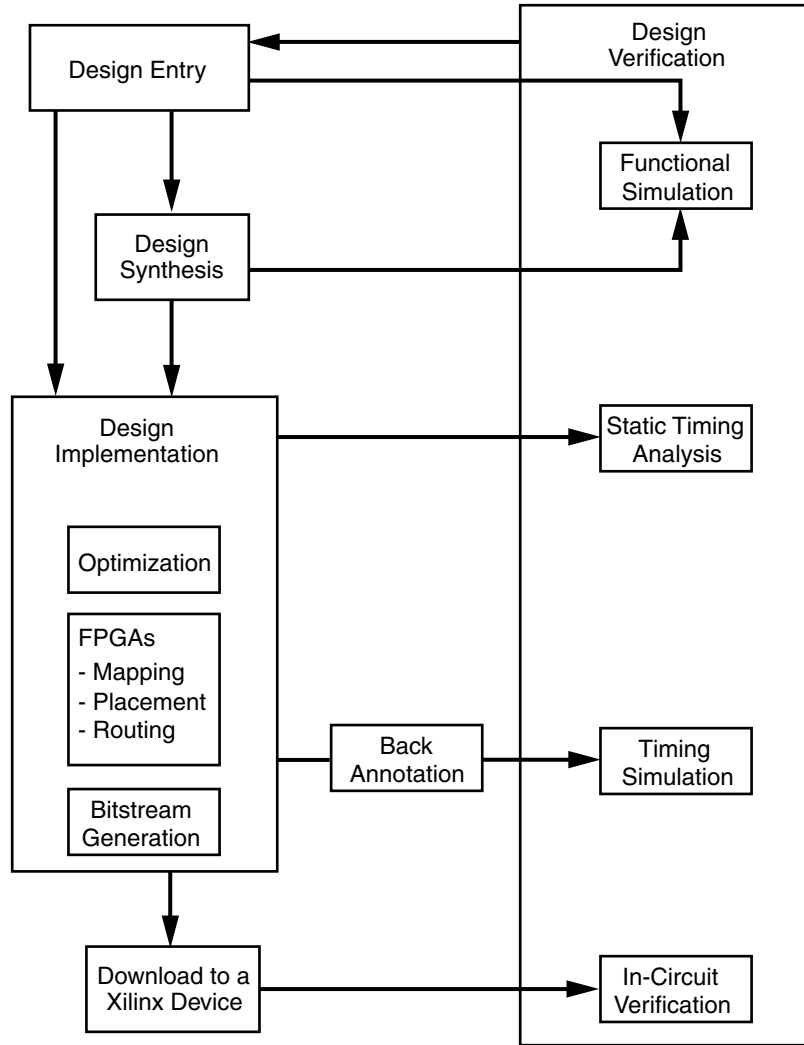 Design Entry
Design
Verification
Functional
Simulation
Design
Synthesis
Design
Implementation
Static Timing
Analysis
Optimization
FPGAs
- Mapping
- Placement
- Routing
Back
Annotation
Timing
Simulation
Bitstream
Generation
Download to a
Xilinx Device
In-Circuit
Verification